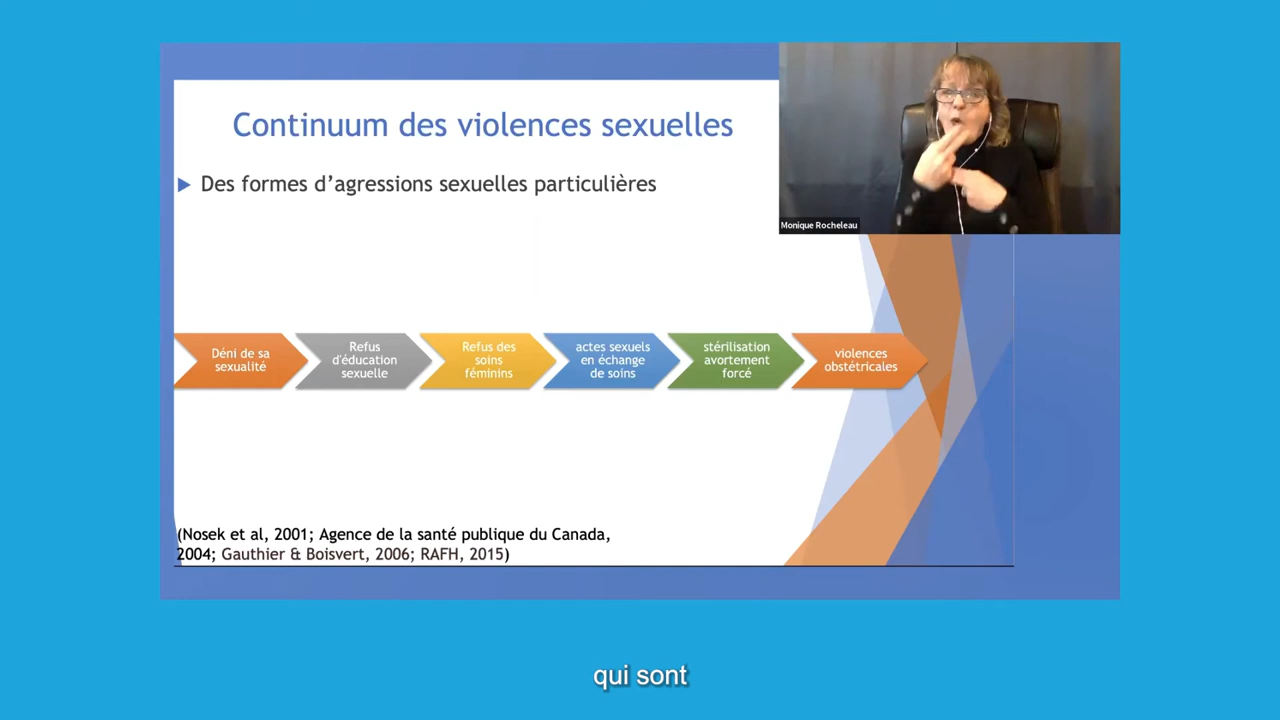 Continuum des violences sexuelles
Des formes d’agressions sexuelles particulières
Monique Rocheleau
Déni de sa
sexualité
Refus
d'éducation
sexuelle
Refus des
soins
féminins
actes sexuels
en échange
de soins
stérilisation
avortement
forcé
violences
obstétricales
(Nosek et al, 2001; Agence de la santé publique du Canada,
2004; Gauthier & Boisvert, 2006; RAFH, 2015)
qui sont